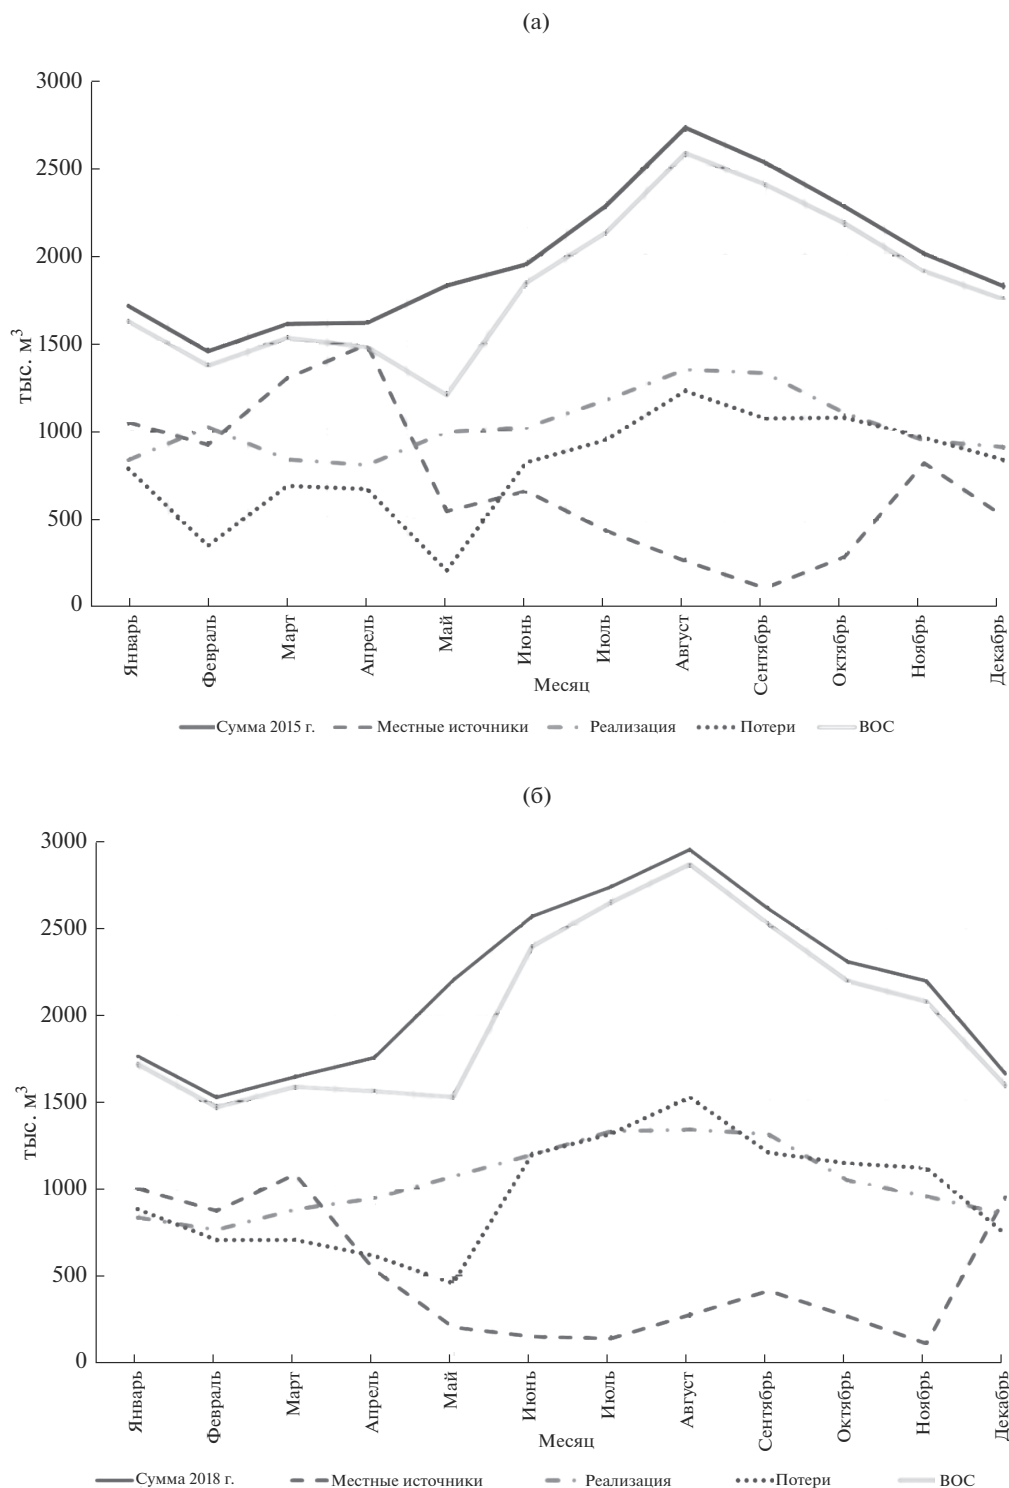 (а)
3000
2500
2000
1500
1000
500
0
тыс. м³
Январь
Февраль
Март
Апрель
Май
Июнь
Июль
Август
Сентябрь
Октябрь
Ноябрь
Декабрь
Месяц
Сумма 2015 г. Местные источники Реализация Потери ВОС
(б)
3000
2500
2000
1500
1000
500
0
тыс. м³
Январь
Февраль
Март
Апрель
Май
Июнь
Июль
Август
Сентябрь
Октябрь
Ноябрь
Декабрь
Месяц
Сумма 2018 г. Местные источники Реализация Потери ВОС